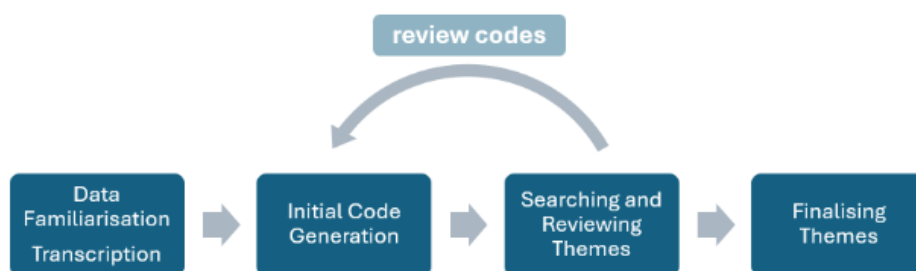 review codes
Data
Familiarisation
Transcription
Initial Code
Generation
Searching and
Reviewing
Themes
Finalising
Themes